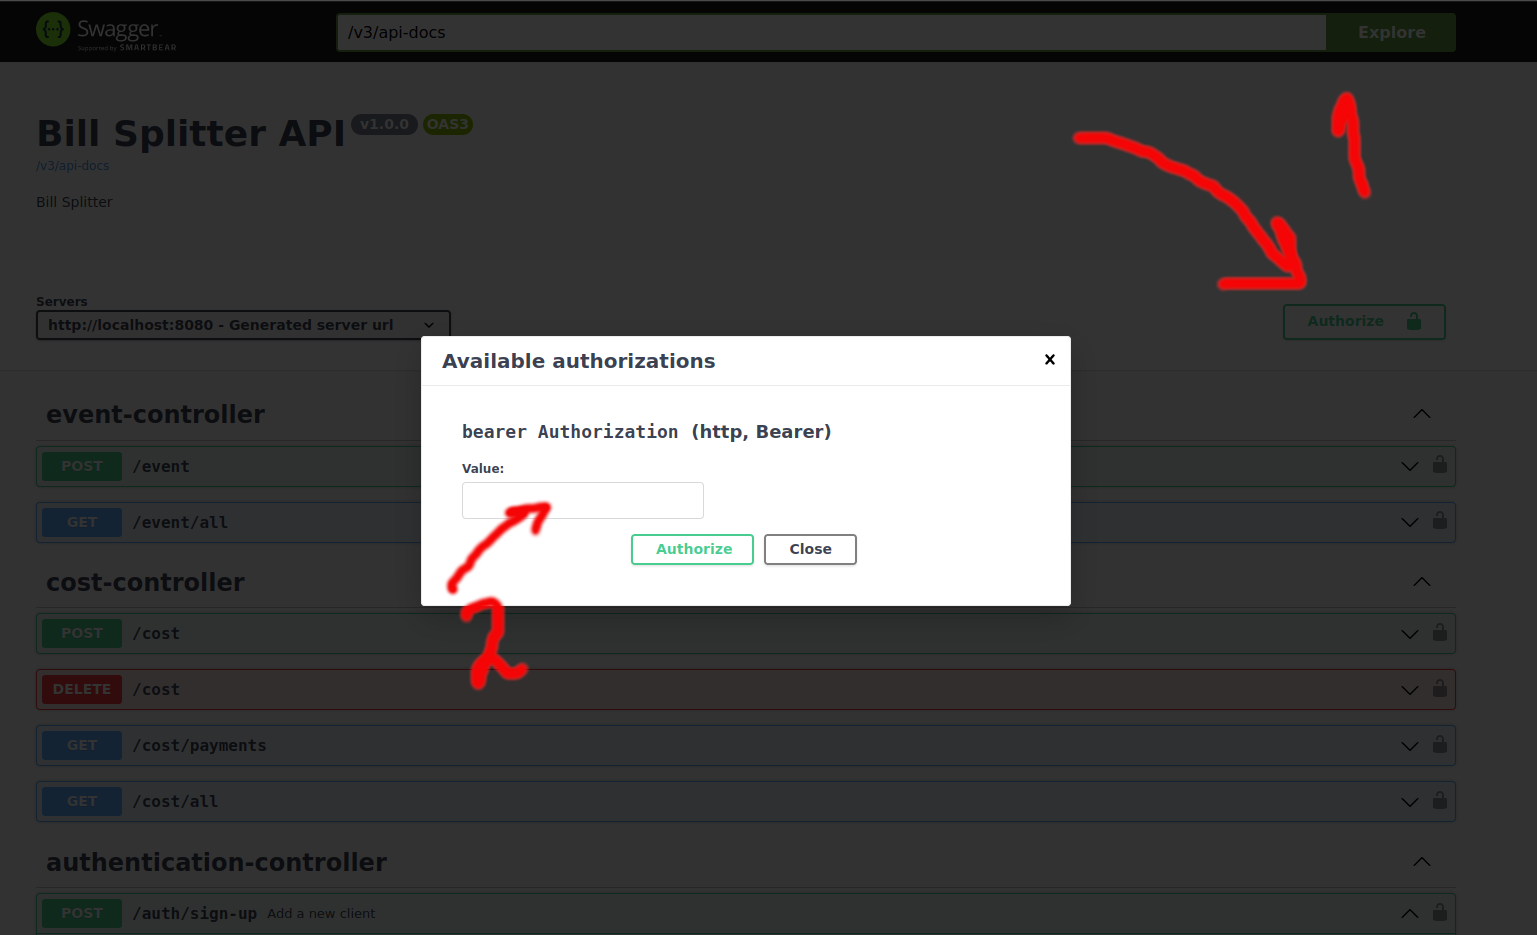 Swagger
Supported by SMARTBEAR
/v3/api-docs
Explore
1
Bill Splitter API v1.0.0 OAS3
/v3/api-docs
Bill Splitter
Servers
http://localhost:8080 - Generated server url
Authorize
Available authorizations
x
bearer Authorization (http, Bearer)
Value:
Authorize Close
2
event-controller
POST /event
GET /event/all
cost-controller
POST /cost
DELETE /cost
GET /cost/payments
GET /cost/all
authentication-controller
POST /auth/sign-up Add a new client